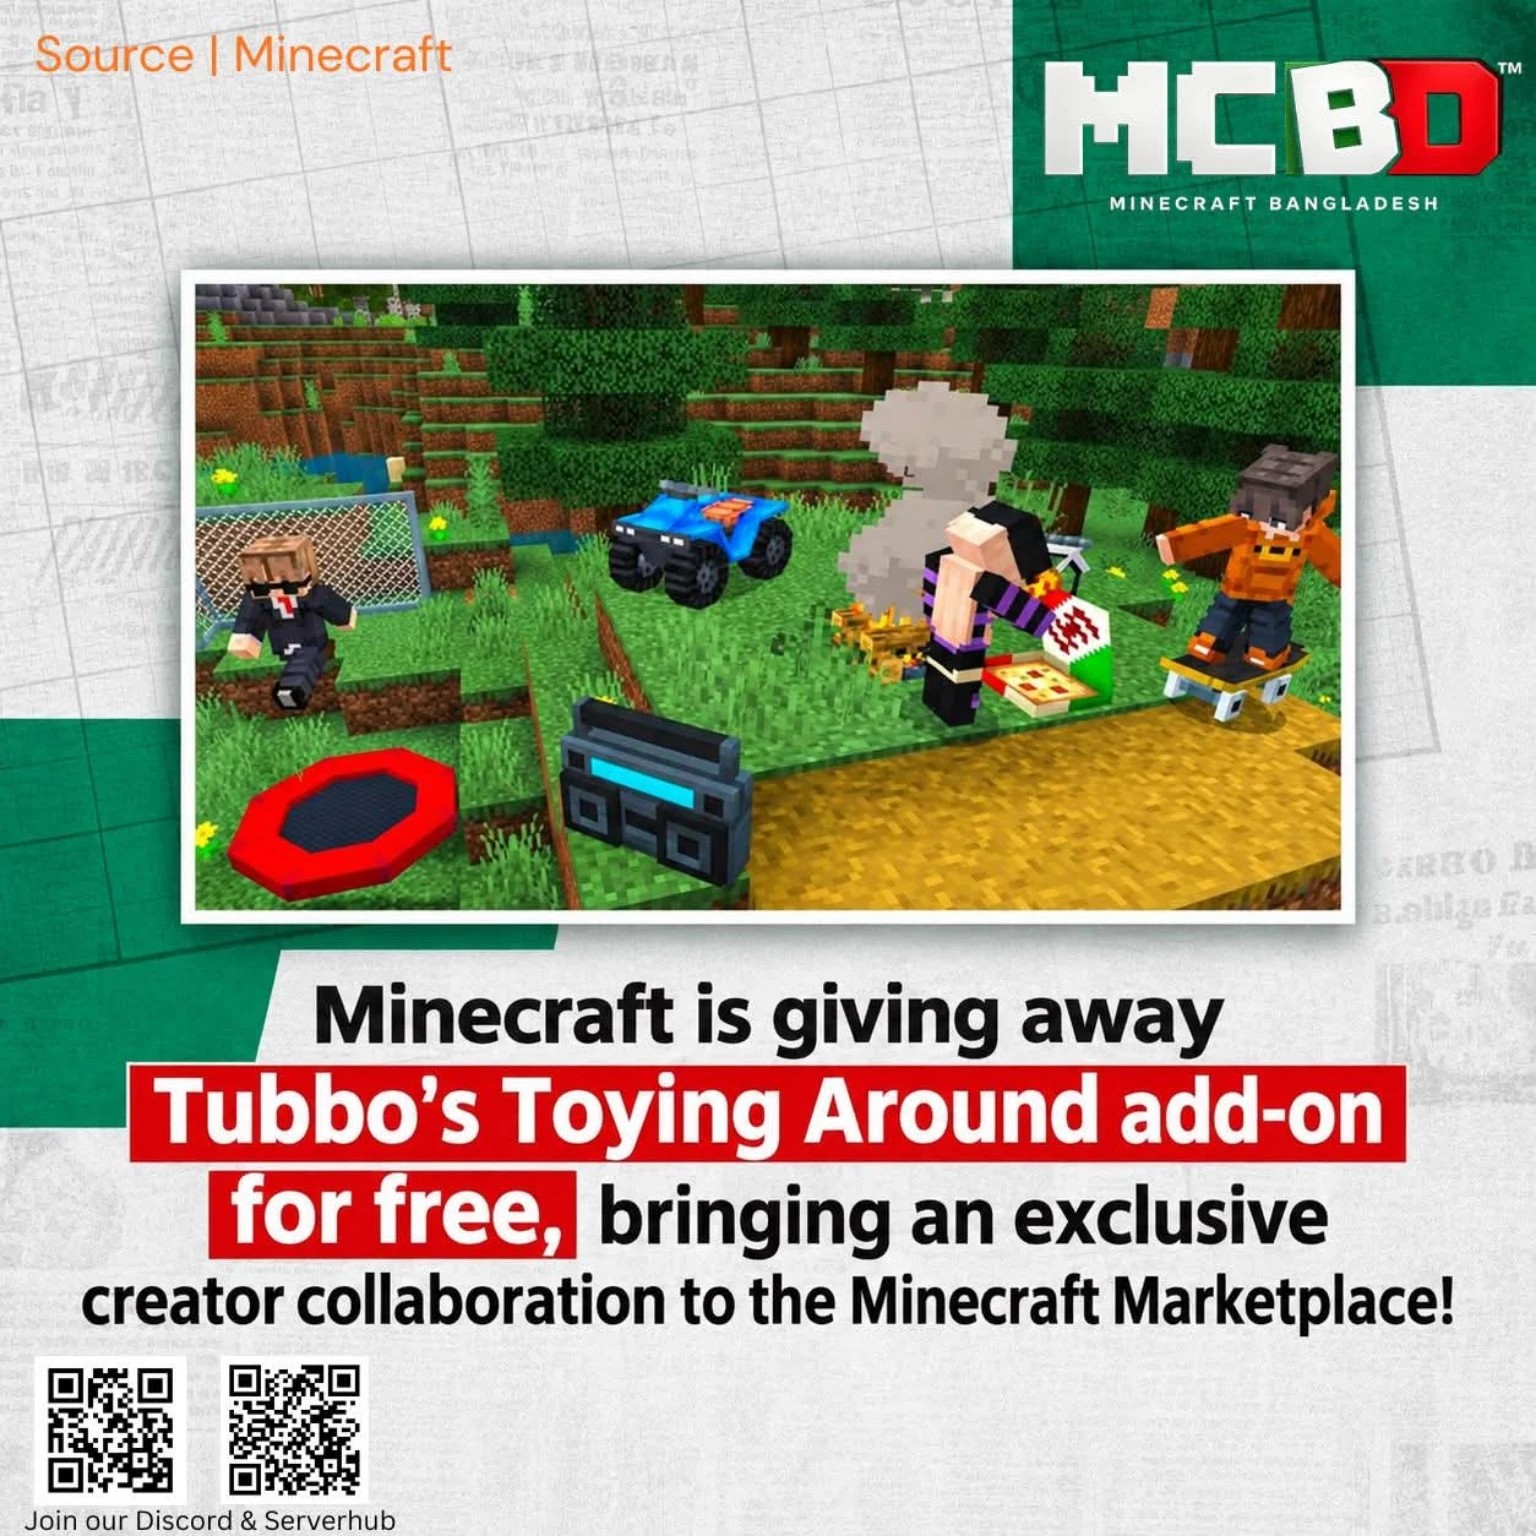 Source | Minecraft
MCBD™
MINECRAFT BANGLADESH
Minecraft is giving away
Tubbo's Toying Around add-on
for free, bringing an exclusive
creator collaboration to the Minecraft Marketplace!
Join our Discord & Serverhub